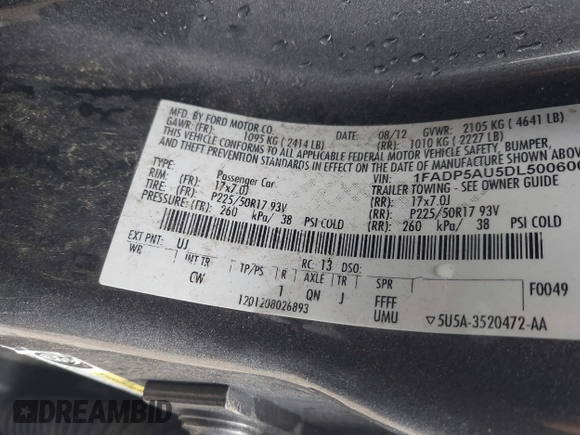 MFD. BY FORD MOTOR CO.
DATE: 08/12 GVWR: 2105 KG ( 4641 LB)
GAWR: (FR): 1095 KG ( 2414 LB) (RR): 1010 KG ( 2227 LB)
THIS VEHICLE CONFORMS TO ALL APPLICABLE FEDERAL MOTOR VEHICLE SAFETY, BUMPER,
AND THEFT PREVENTION STANDARDS IN EFFECT ON THE DATE OF MANUFACTURE SHOWN ABOVE
VIN: 1FADP5AU5DL50060
TYPE: Passenger Car TRAILER TOWING - SEE OWNER GUIDE
RIM: (FR): 17x7.0J (RR): 17x7.0J
TIRE: (FR): P225/50R17 93V (RR): P225/50R17 93V
PRESSURE: (FR): 260 kPa/ 38 PSI COLD (RR): 260 kPa/ 38 PSI COLD
EXT PNT: UJ RC: 13 DSO:
WB INT TR TP/PS R AXLE TR SPR F0049
CW 1 QN J FFFF
UMU
1201208026893 ▽5U5A-3520472-AA
DREAMBID